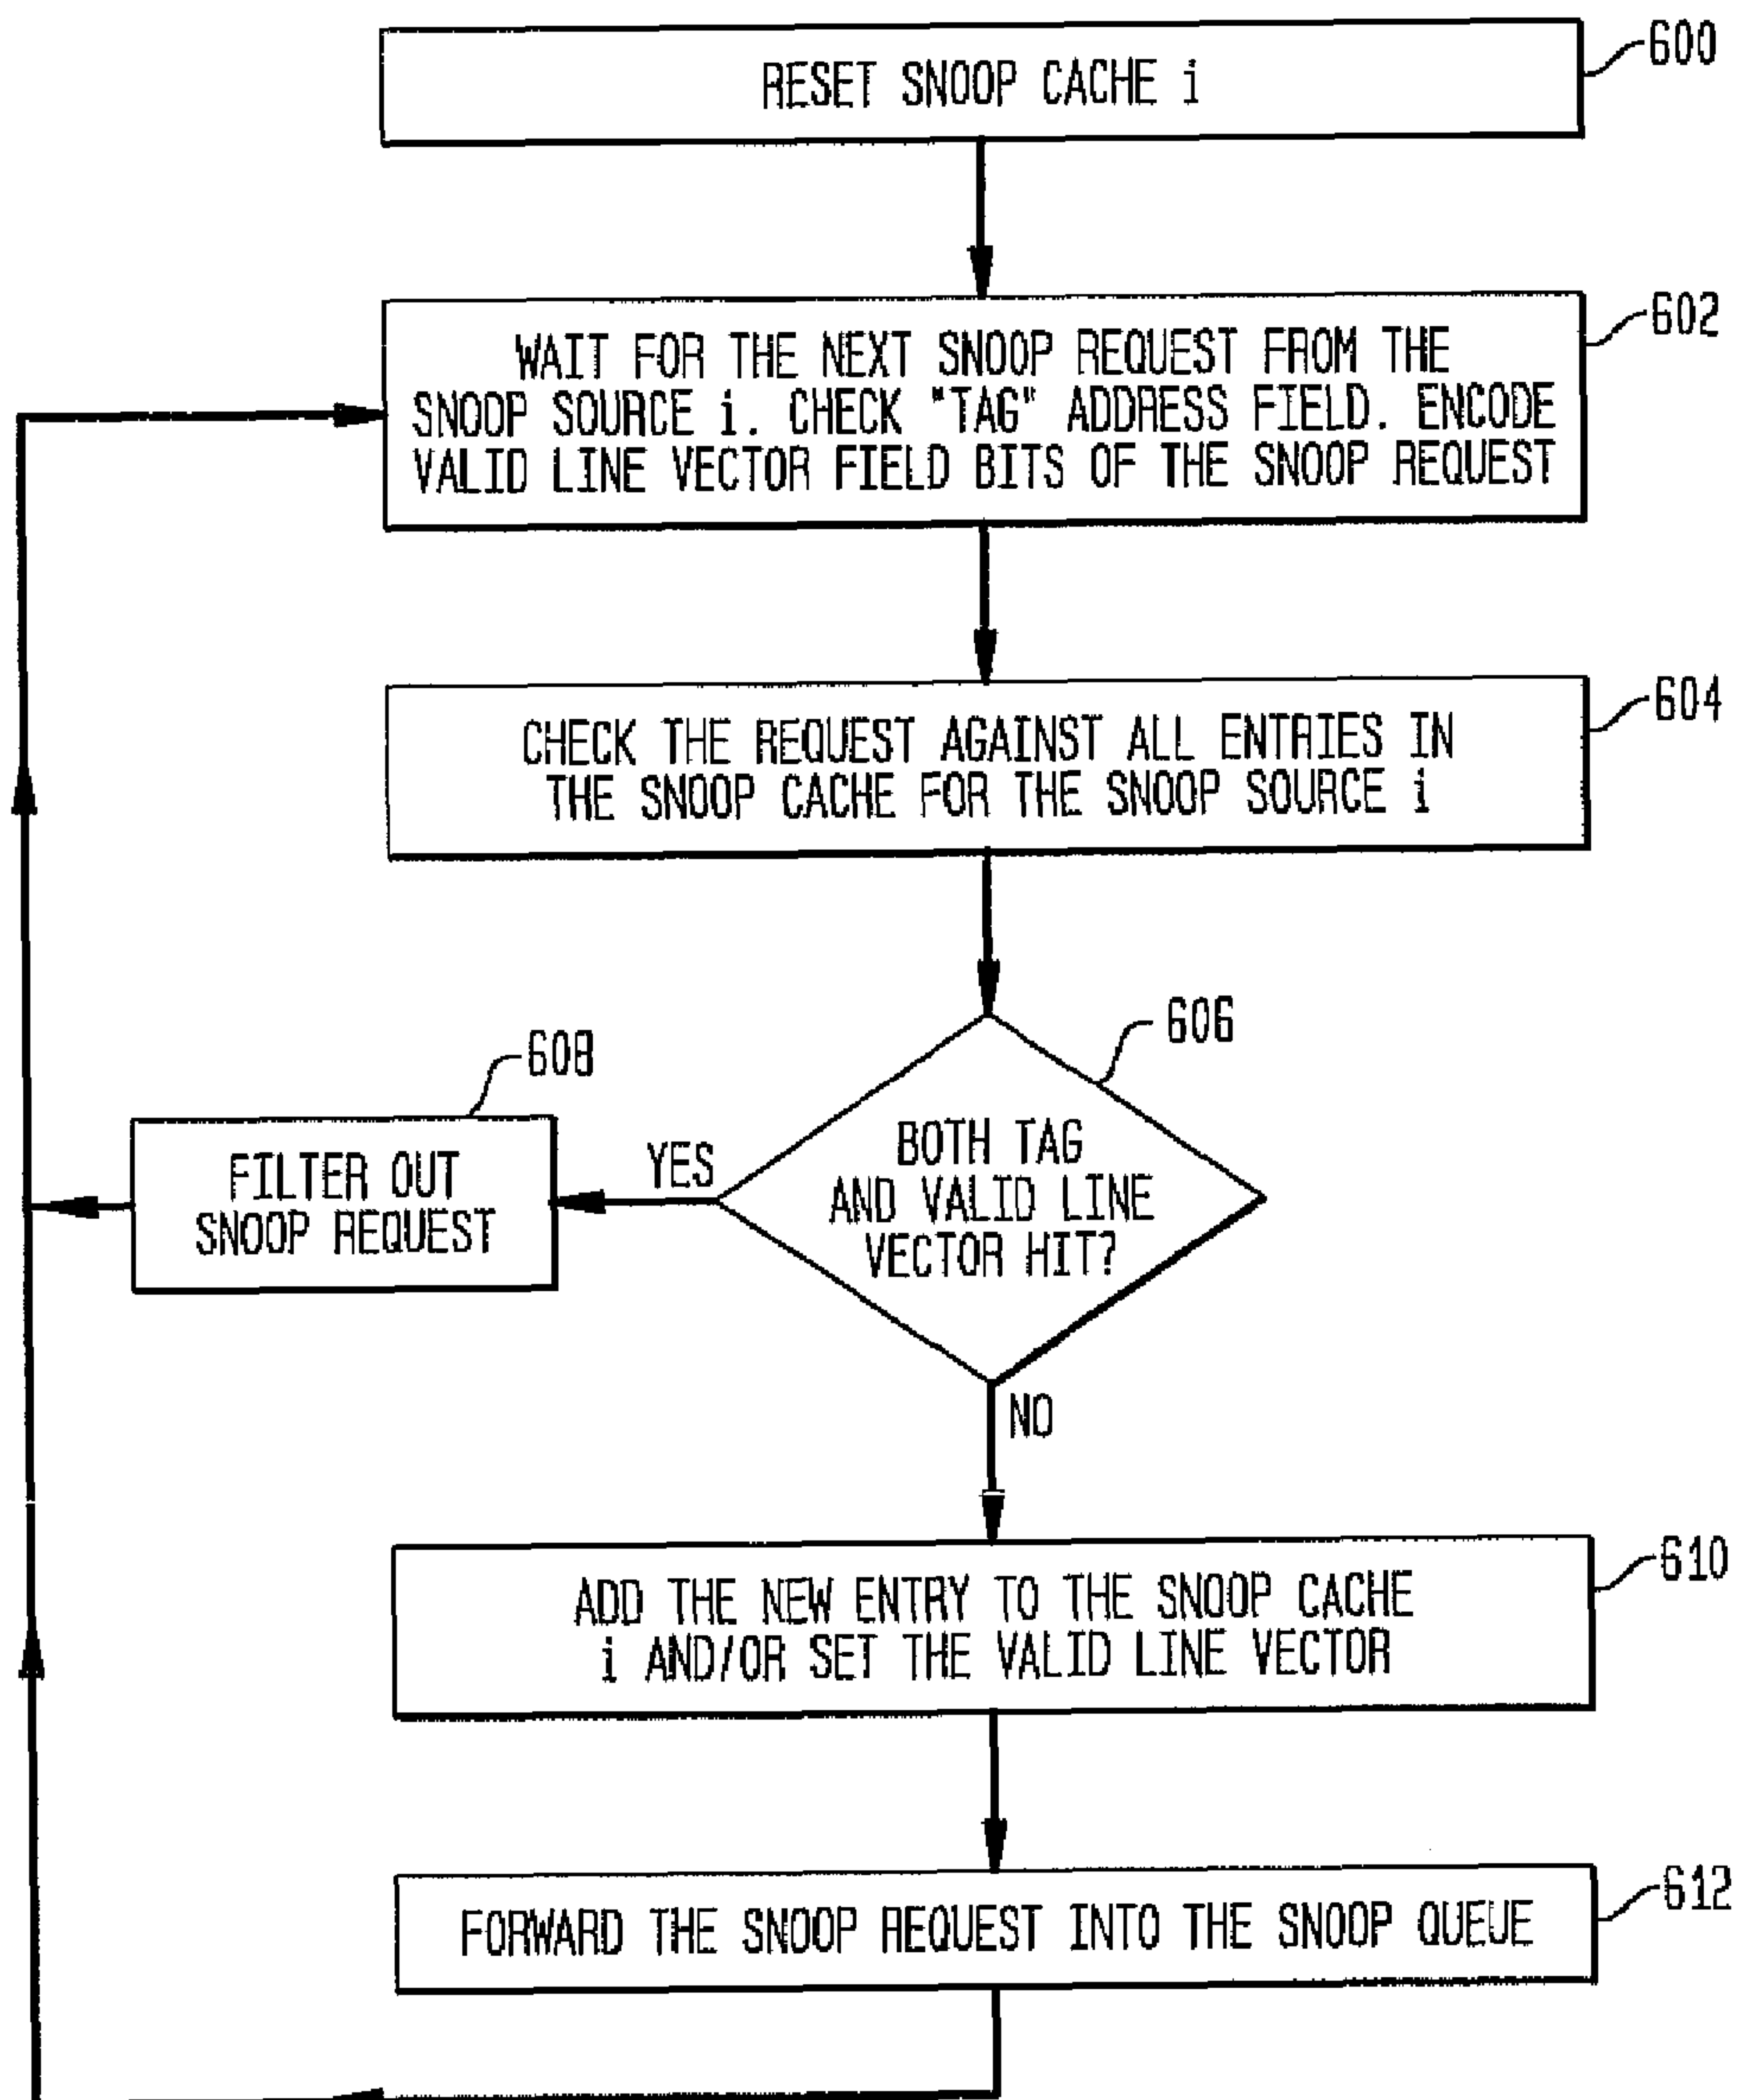 600
RESET SNOOP CACHE i
602
WAIT FOR THE NEXT SNOOP REQUEST FROM THE
SNOOP SOURCE i. CHECK "TAG" ADDRESS FIELD. ENCODE
VALID LINE VECTOR FIELD BITS OF THE SNOOP REQUEST
604
CHECK THE REQUEST AGAINST ALL ENTRIES IN
THE SNOOP CACHE FOR THE SNOOP SOURCE i
606
608
BOTH TAG
AND VALID LINE
VECTOR HIT?
YES
FILTER OUT
SNOOP REQUEST
NO
610
ADD THE NEW ENTRY TO THE SNOOP CACHE
i AND/OR SET THE VALID LINE VECTOR
612
FORWARD THE SNOOP REQUEST INTO THE SNOOP QUEUE